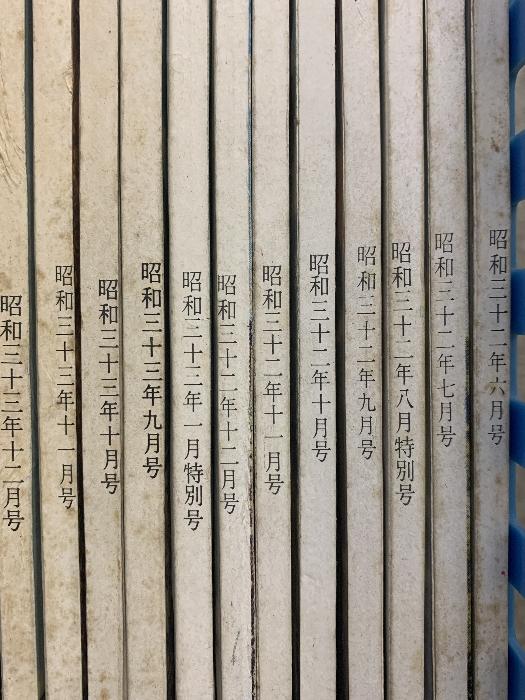 昭和三十二年六月号
昭和三十二年七月号
昭和三十二年八月特別号
昭和三十二年九月号
昭和三十二年十月号
昭和三十二年十一月号
昭和三十二年十二月号
昭和三十三年一月特別号
昭和三十三年九月号
昭和三十三年十月号
昭和三十三年十一月号
昭和三十三年十二月号